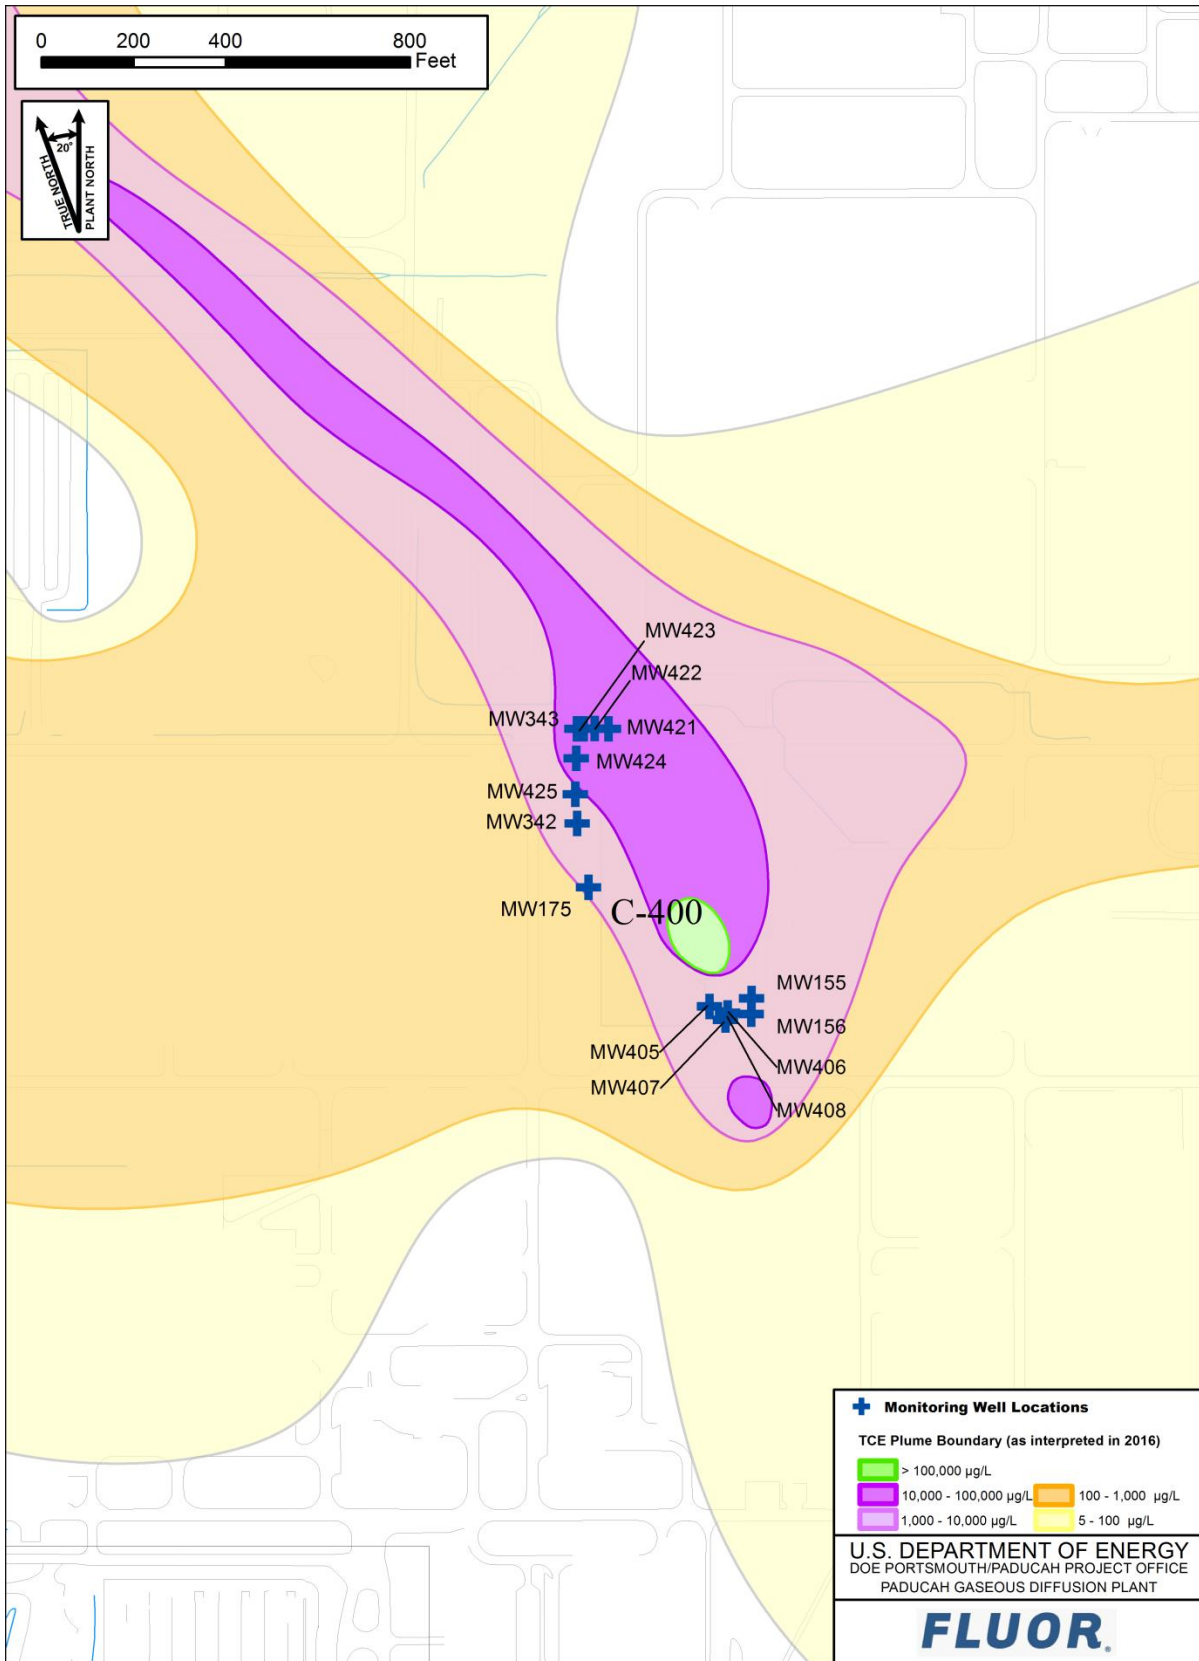 0 200 400 800
Feet
20°
TRUE NORTH
PLANT NORTH
MW423
MW422
MW343
MW421
MW424
MW425
MW342
MW175
C-400
MW155
MW156
MW405
MW406
MW407
MW408
Monitoring Well Locations
TCE Plume Boundary (as interpreted in 2016)
> 100,000 µg/L
10,000 - 100,000 µg/L 100 - 1,000 µg/L
1,000 - 10,000 µg/L 5 - 100 µg/L
U.S. DEPARTMENT OF ENERGY
DOE PORTSMOUTH/PADUCAH PROJECT OFFICE
PADUCAH GASEOUS DIFFUSION PLANT
FLUOR®